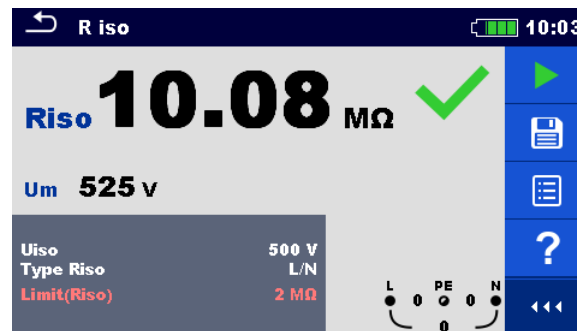 R iso 10:03
Riso 10.08 MΩ
Um 525 V
Uiso 500 V
Type Riso L/N
Limit(Riso) 2 MΩ
?
L PE N
0 0
0